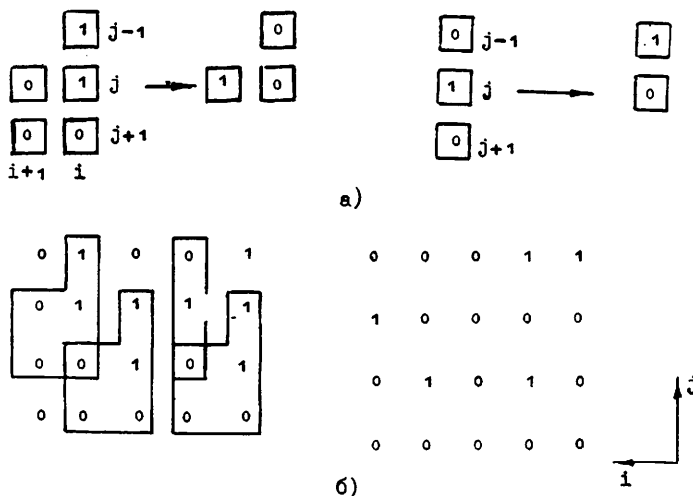 1 j-1 0 0 j-1 1
0 1 j 1 0 1 j 0
0 0 j+1 0 j+1
i+1 i
а)
0 1 0 0 1 0 0 0 1 1
0 1 1 1 1 1 0 0 0 0
0 0 1 0 1 0 1 0 1 0 j
0 0 0 0 0 0 0 0 0 0
i
б)